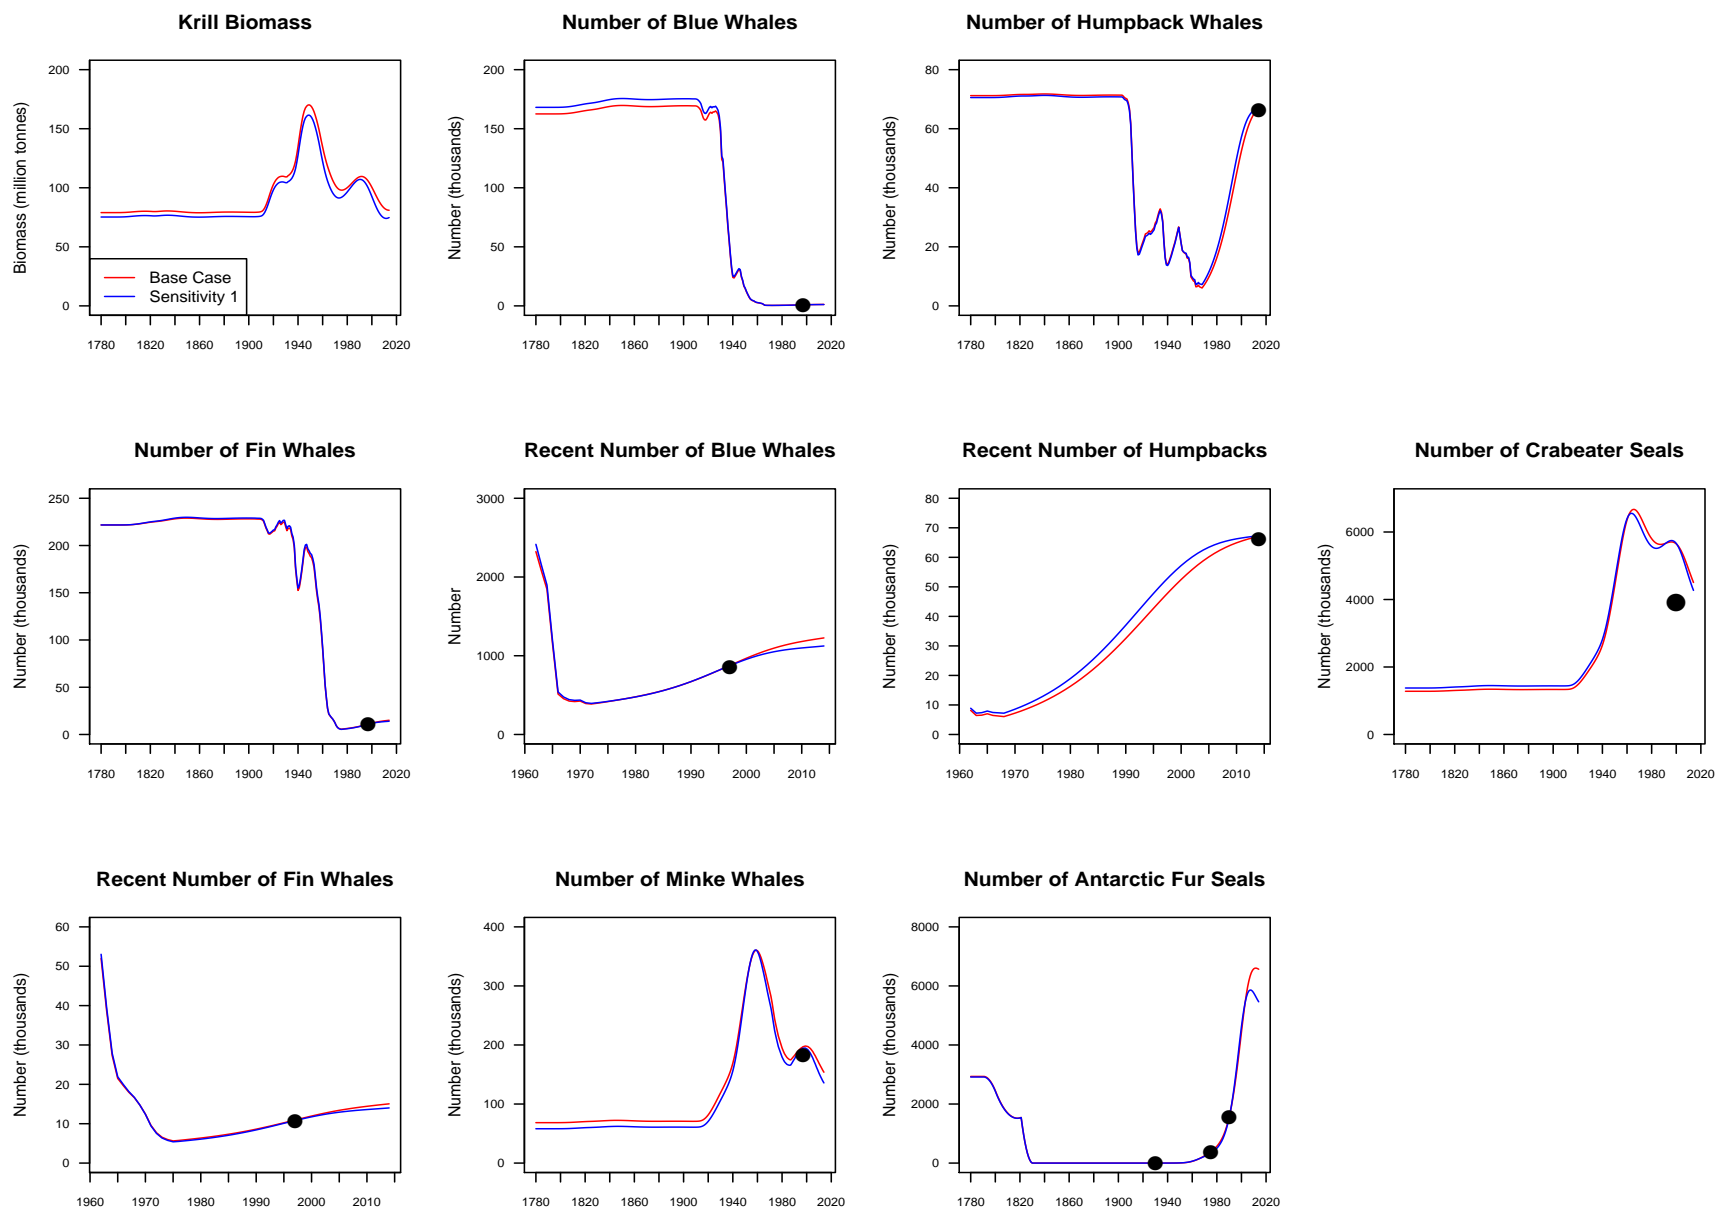 Krill Biomass
Biomass (million tonnes)
200
150
100
50
0
Base Case
Sensitivity 1
1780 1820 1860 1900 1940 1980 2020
Number of Blue Whales
Number (thousands)
200
150
100
50
0
1780 1820 1860 1900 1940 1980 2020
Number of Humpback Whales
Number (thousands)
80
60
40
20
0
1780 1820 1860 1900 1940 1980 2020
Number of Fin Whales
Number (thousands)
250
200
150
100
50
0
1780 1820 1860 1900 1940 1980 2020
Recent Number of Blue Whales
Number
3000
2000
1000
0
1960 1970 1980 1990 2000 2010
Recent Number of Humpbacks
Number (thousands)
80
70
60
50
40
30
20
10
0
1960 1970 1980 1990 2000 2010
Number of Crabeater Seals
Number (thousands)
6000
4000
2000
0
1780 1820 1860 1900 1940 1980 2020
Recent Number of Fin Whales
Number (thousands)
60
50
40
30
20
10
0
1960 1970 1980 1990 2000 2010
Number of Minke Whales
Number (thousands)
400
300
200
100
0
1780 1820 1860 1900 1940 1980 2020
Number of Antarctic Fur Seals
Number (thousands)
8000
6000
4000
2000
0
1780 1820 1860 1900 1940 1980 2020